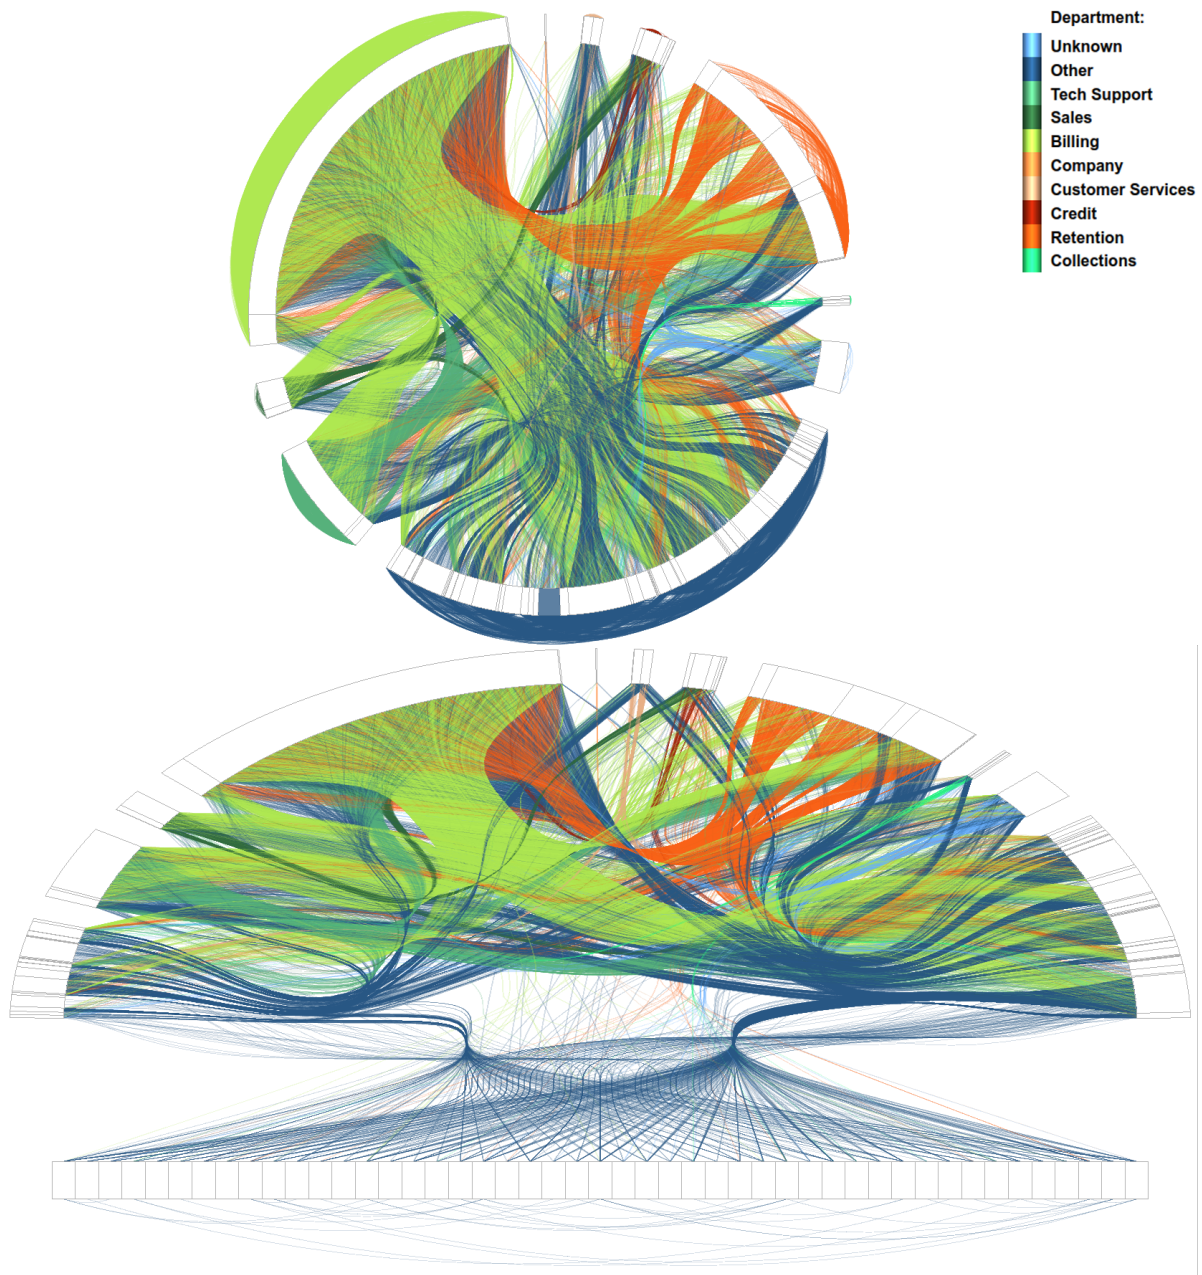 Department:
Unknown
Other
Tech Support
Sales
Billing
Company
Customer Services
Credit
Retention
Collections